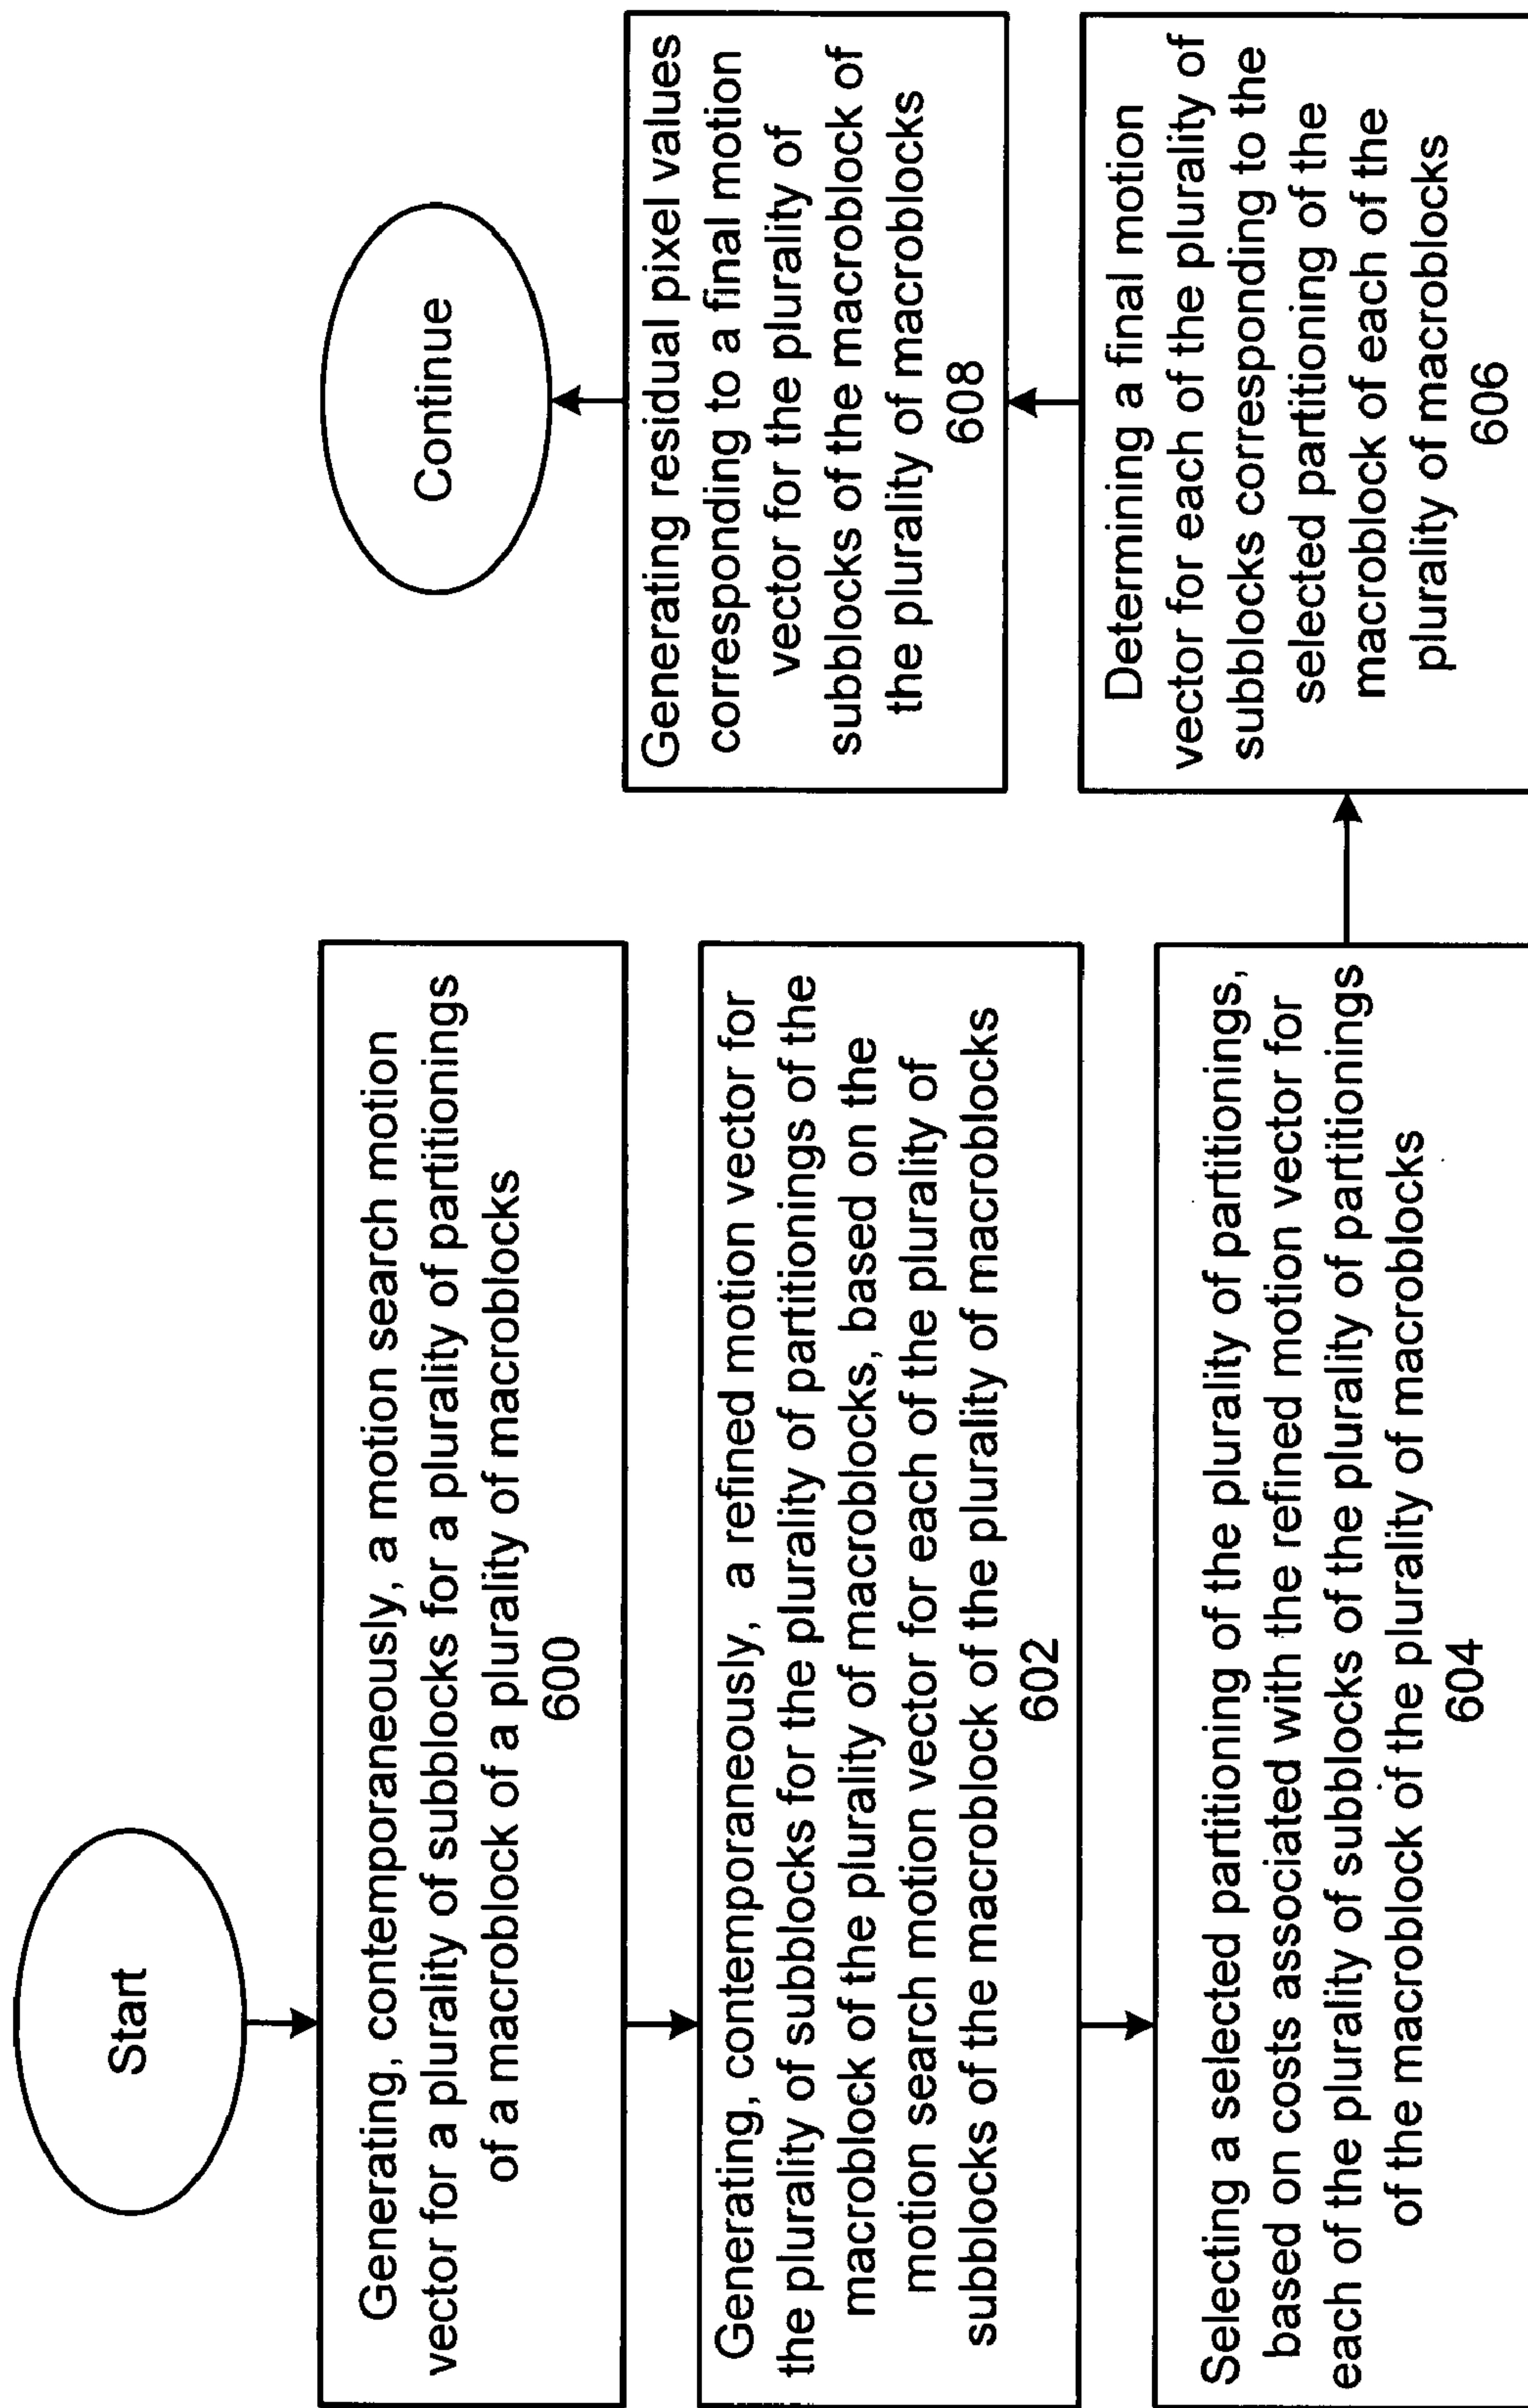 Start
Generating, contemporaneously, a motion search motion
vector for a plurality of subblocks for a plurality of partitionings
of a macroblock of a plurality of macroblocks
600
Generating, contemporaneously, a refined motion vector for
the plurality of subblocks for the plurality of partitionings of the
macroblock of the plurality of macroblocks, based on the
motion search motion vector for each of the plurality of
subblocks of the macroblock of the plurality of macroblocks
602
Selecting a selected partitioning of the plurality of partitionings,
based on costs associated with the refined motion vector for
each of the plurality of subblocks of the plurality of partitionings
of the macroblock of the plurality of macroblocks
604
Determining a final motion
vector for each of the plurality of
subblocks corresponding to the
selected partitioning of the
macroblock of each of the
plurality of macroblocks
606
Generating residual pixel values
corresponding to a final motion
vector for the plurality of
subblocks of the macroblock of
the plurality of macroblocks
608
Continue